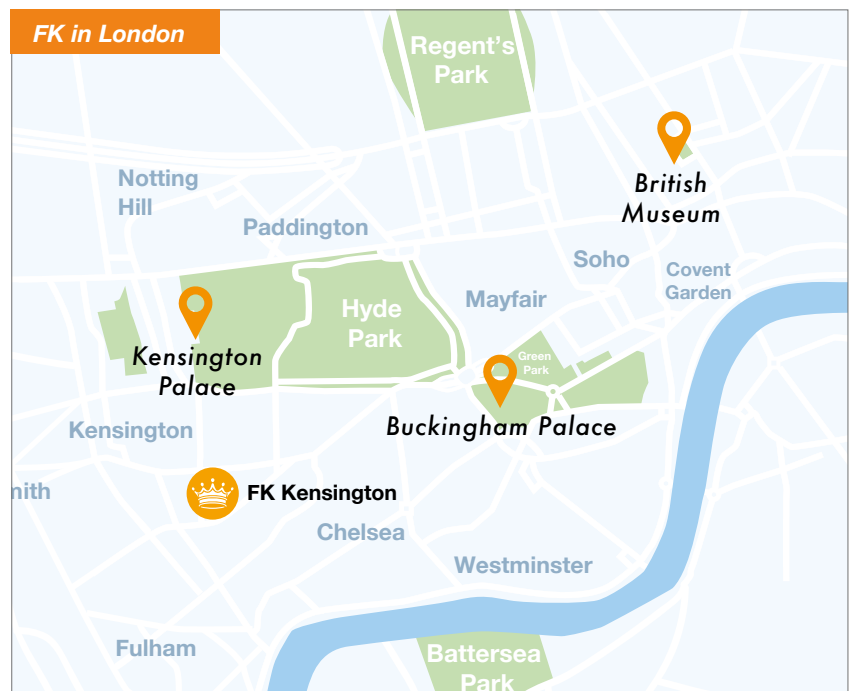 FK in London
Regent's
Park
British
Museum
Notting
Hill
Paddington
Soho
Covent
Garden
Mayfair
Hyde
Park
Kensington
Palace
Green
Park
Buckingham Palace
Kensington
FK Kensington
mith
Chelsea
Westminster
Fulham
Battersea
Park